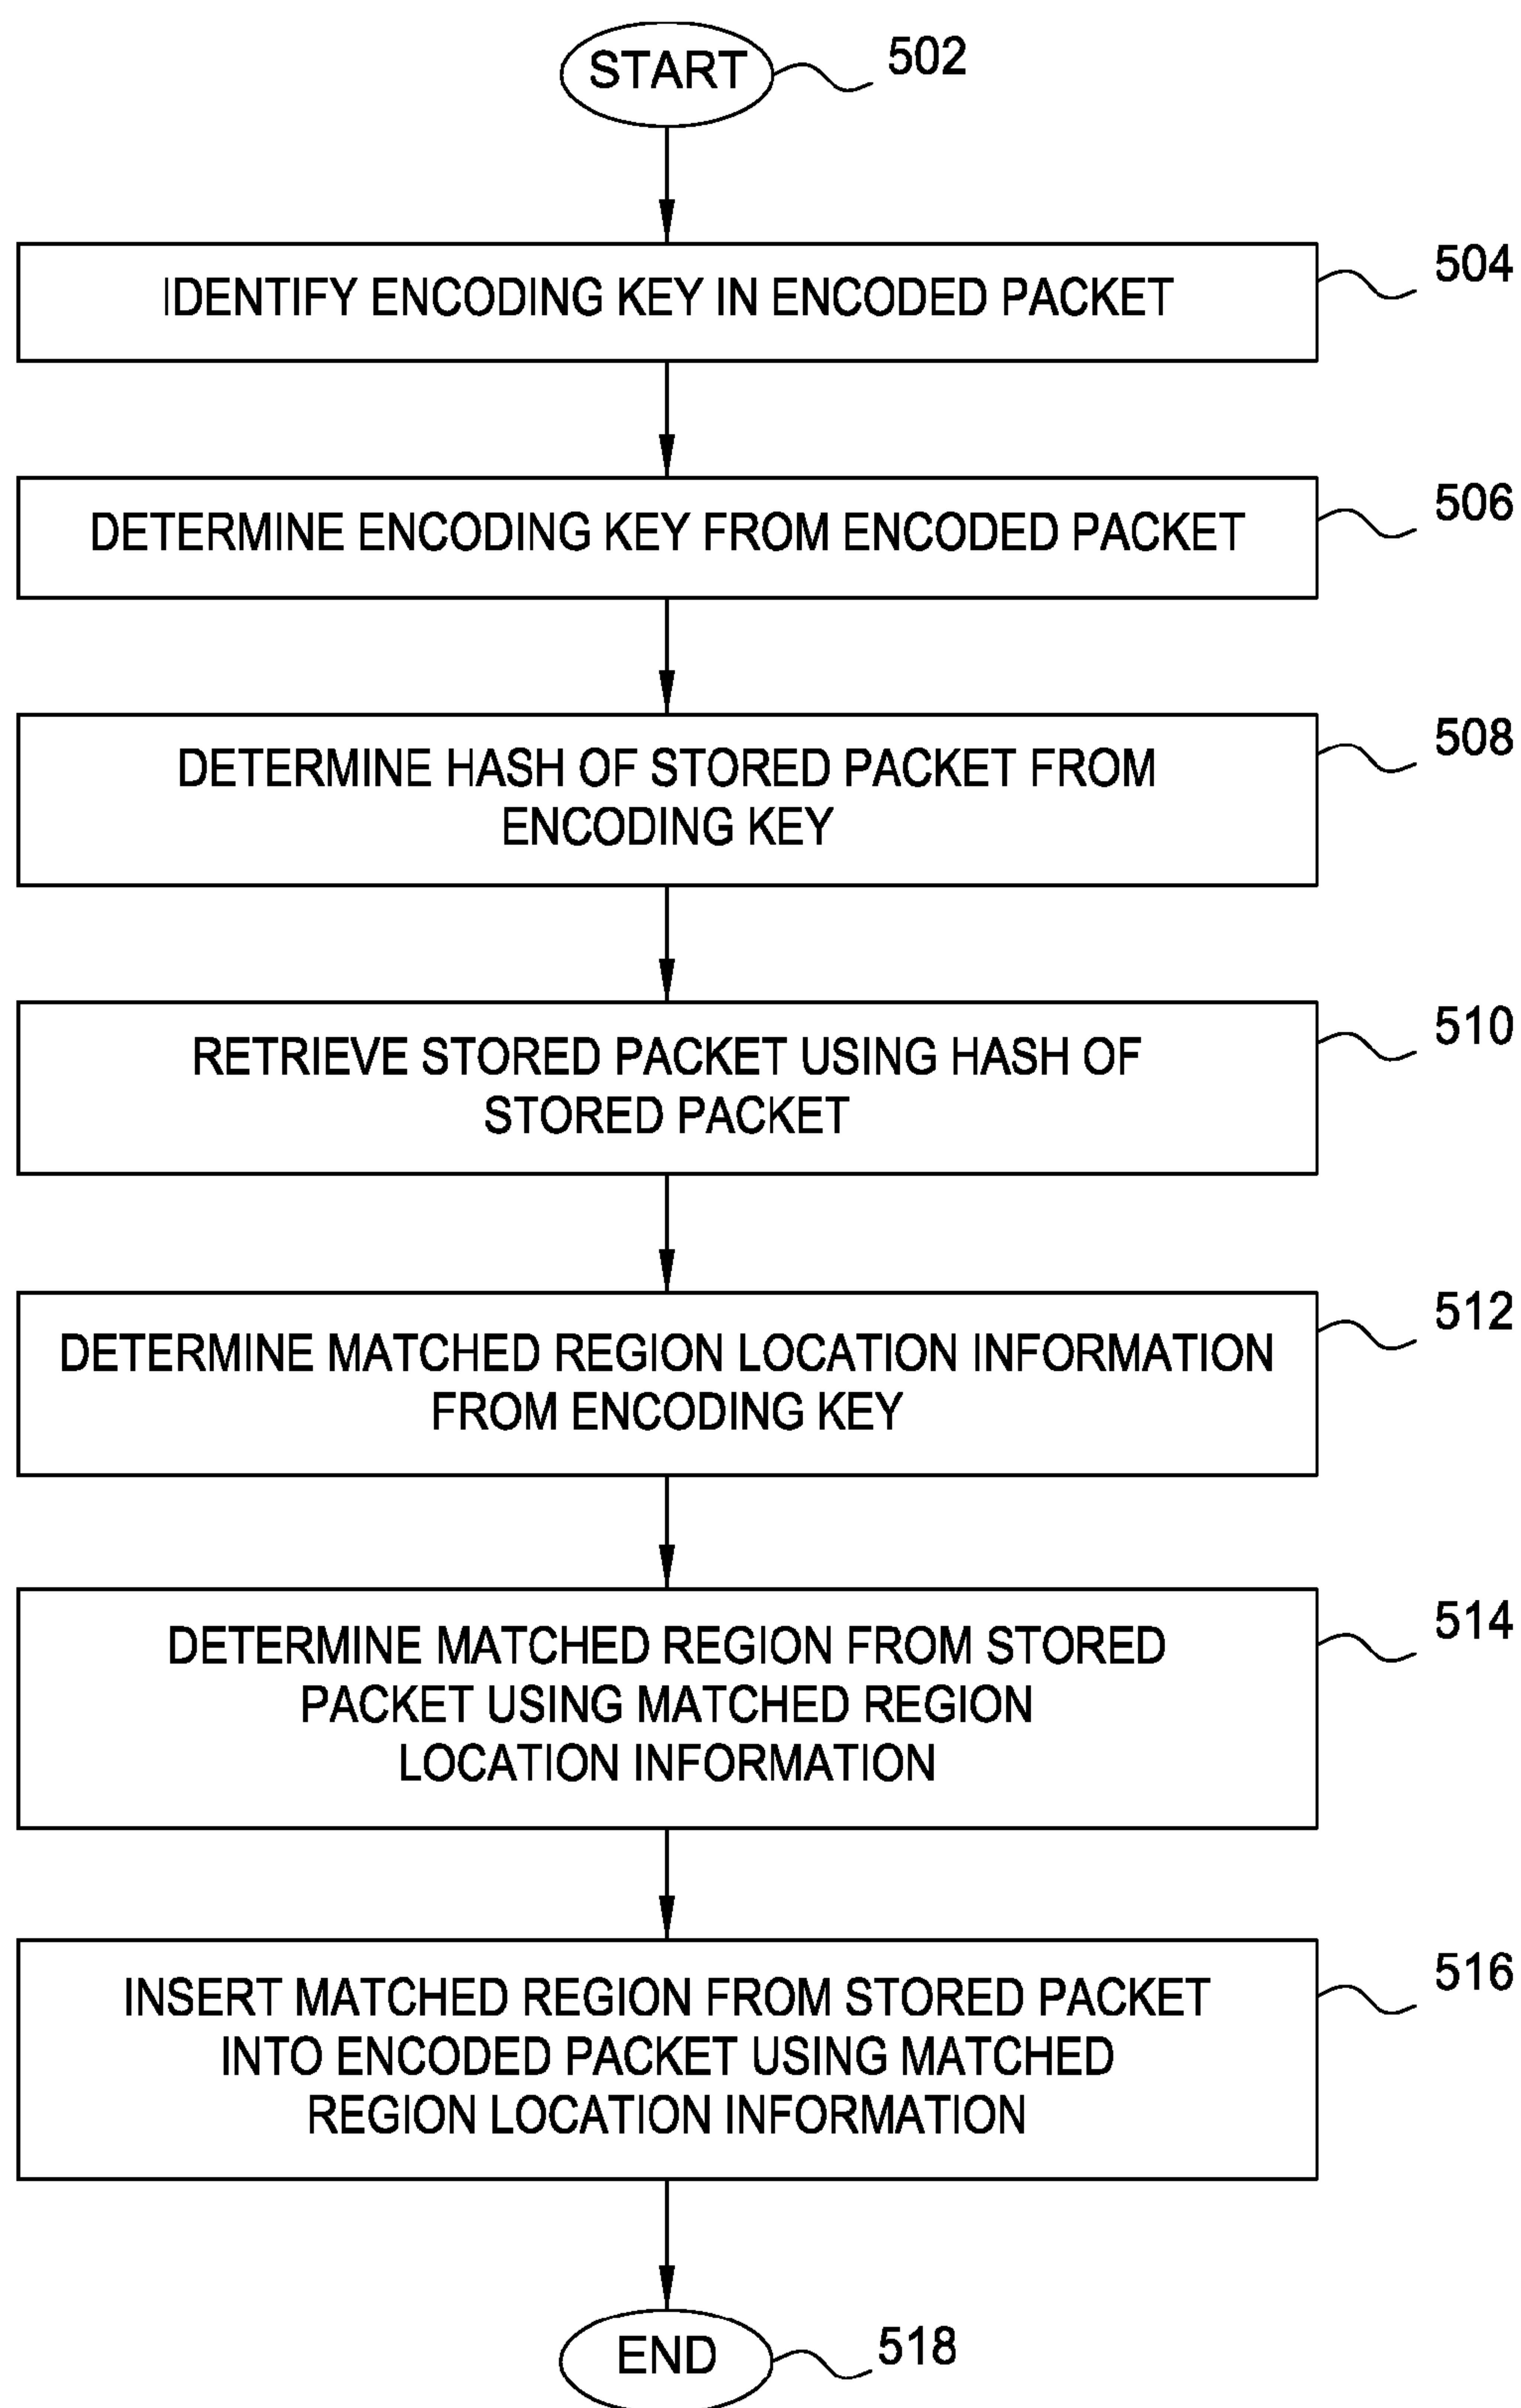 START
502
IDENTIFY ENCODING KEY IN ENCODED PACKET
504
DETERMINE ENCODING KEY FROM ENCODED PACKET
506
DETERMINE HASH OF STORED PACKET FROM
ENCODING KEY
508
RETRIEVE STORED PACKET USING HASH OF
STORED PACKET
510
DETERMINE MATCHED REGION LOCATION INFORMATION
FROM ENCODING KEY
512
DETERMINE MATCHED REGION FROM STORED
PACKET USING MATCHED REGION
LOCATION INFORMATION
514
INSERT MATCHED REGION FROM STORED PACKET
INTO ENCODED PACKET USING MATCHED
REGION LOCATION INFORMATION
516
END
518